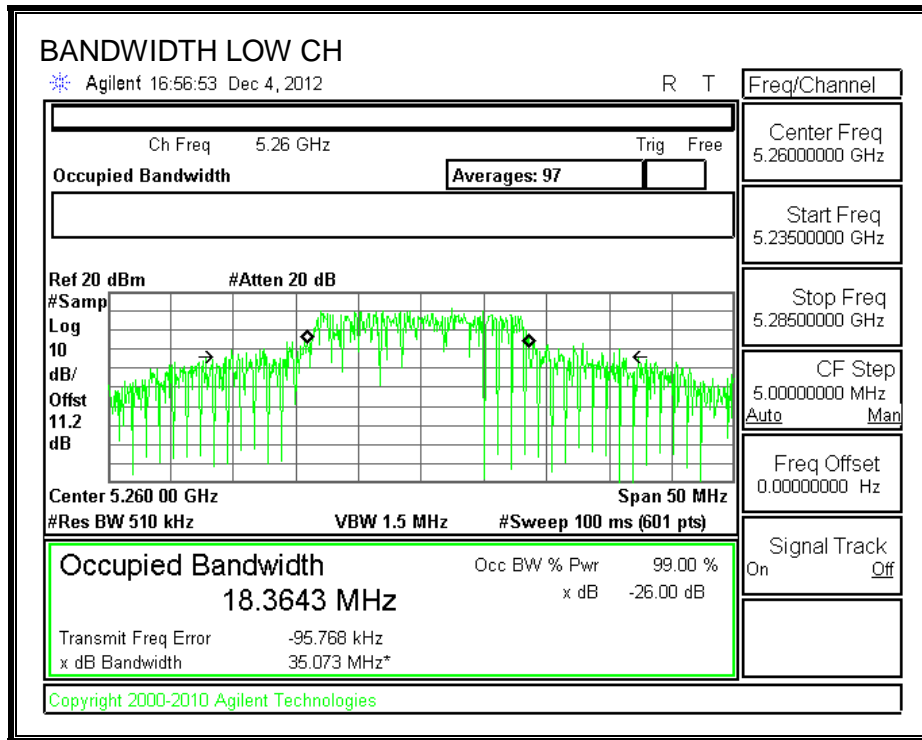 BANDWIDTH LOW CH
Agilent 16:56:53 Dec 4, 2012 R T
Freq/Channel
Ch Freq 5.26 GHz Trig Free
Occupied Bandwidth Averages: 97
Center Freq
5.26000000 GHz
Start Freq
5.23500000 GHz
Stop Freq
5.28500000 GHz
CF Step
5.00000000 MHz
Auto Man
Freq Offset
0.00000000 Hz
Signal Track
On Off
Ref 20 dBm #Atten 20 dB
#Samp
Log
10
dB/
Offst
11.2
dB
Center 5.260 00 GHz Span 50 MHz
#Res BW 510 kHz VBW 1.5 MHz #Sweep 100 ms (601 pts)
Occupied Bandwidth Occ BW % Pwr 99.00 %
18.3643 MHz x dB -26.00 dB
Transmit Freq Error -95.768 kHz
x dB Bandwidth 35.073 MHz*
Copyright 2000-2010 Agilent Technologies